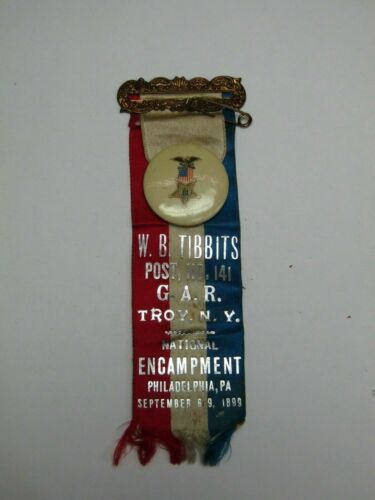 W. B. TIBBITS
POST, NO. 141
G. A. R.
TROY. N. Y.
NATIONAL
ENCAMPMENT
PHILADELPHIA, PA
SEPTEMBER 6-9, 1899